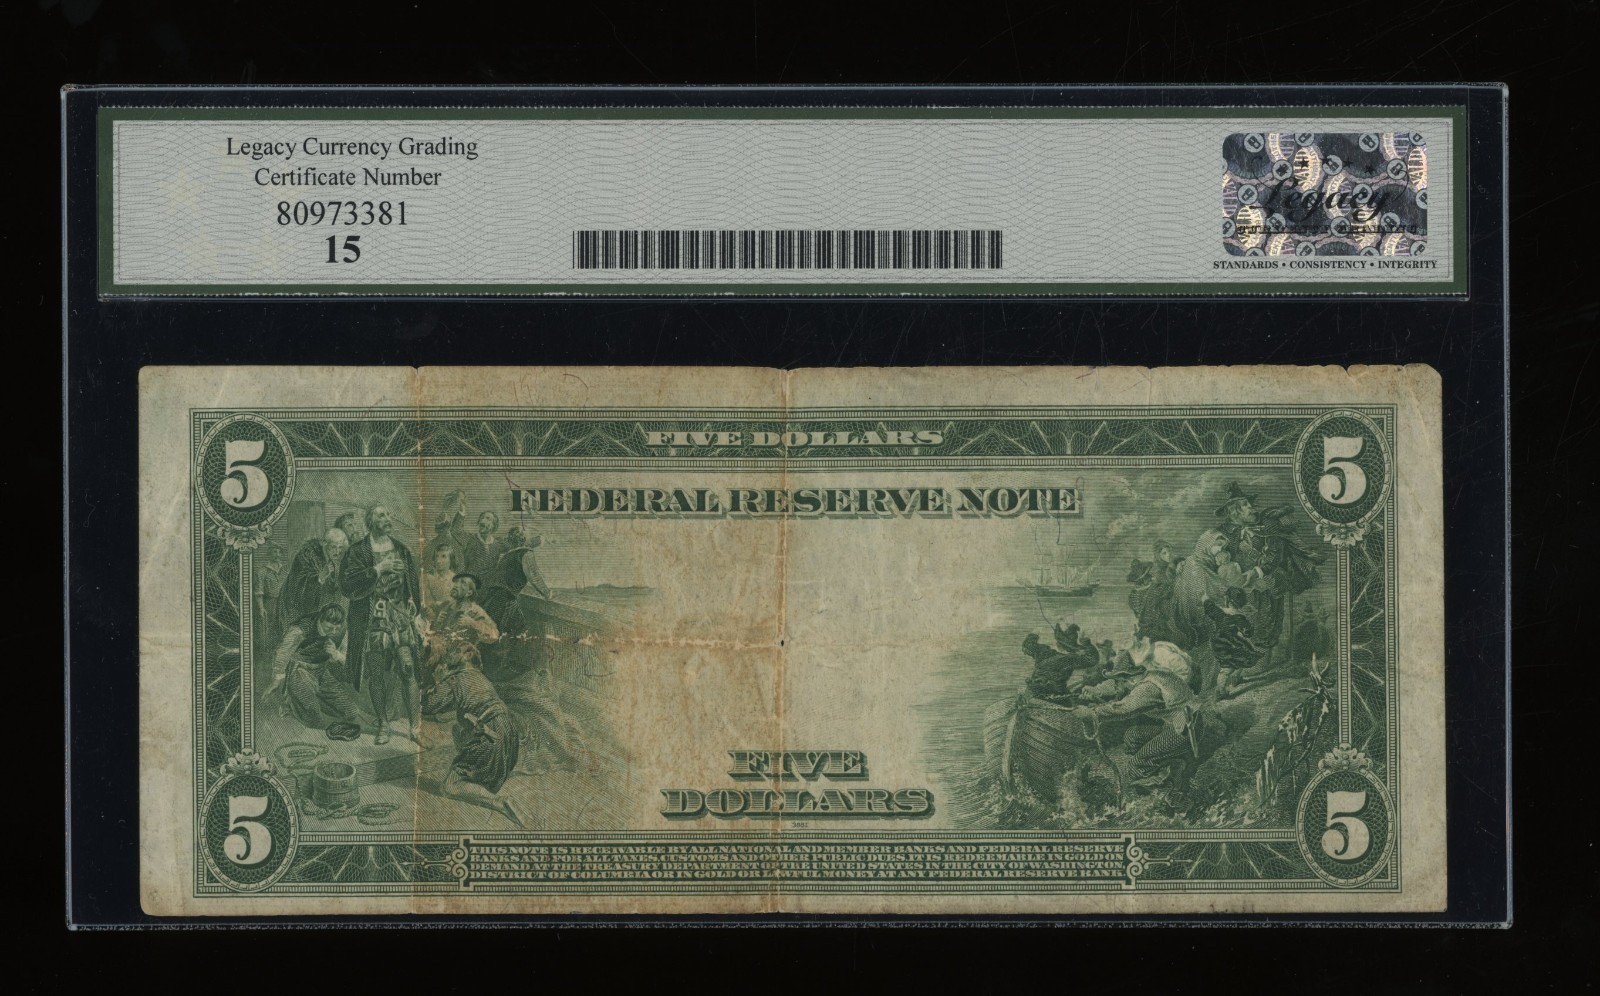 Legacy Currency Grading
Certificate Number
80973381
15
Legacy
CURRENCY GRADING
STANDARDS • CONSISTENCY • INTEGRITY
5 FIVE DOLLARS 5
FEDERAL RESERVE NOTE
FIVE
DOLLARS
5 5
THIS NOTE IS RECEIVABLE BY ALL NATIONAL AND MEMBER BANKS AND FEDERAL RESERVE
BANKS AND FOR ALL TAXES, CUSTOMS AND OTHER PUBLIC DUES. IT IS REDEEMABLE IN GOLD ON
DEMAND AT THE TREASURY DEPARTMENT OF THE UNITED STATES IN THE CITY OF WASHINGTON,
DISTRICT OF COLUMBIA OR IN GOLD OR LAWFUL MONEY AT ANY FEDERAL RESERVE BANK.